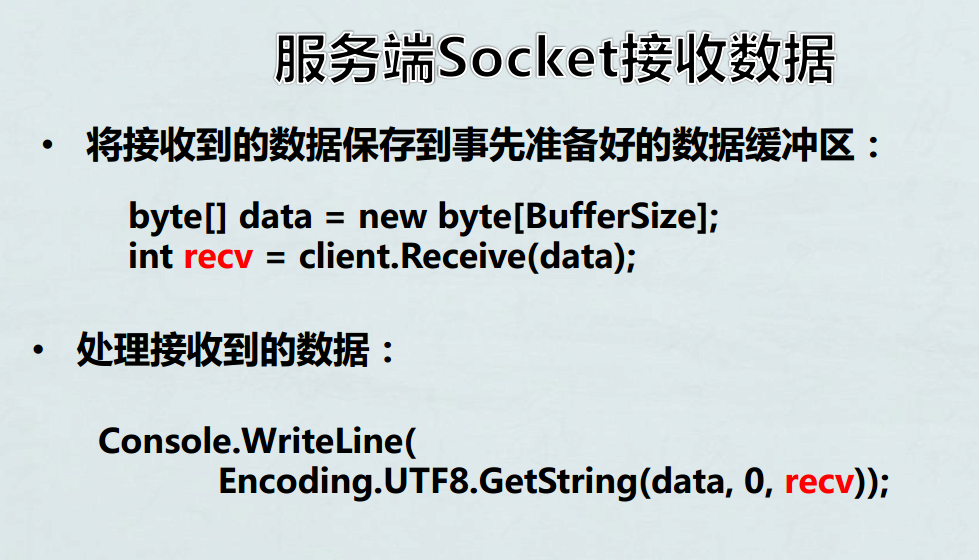 服务端Socket接收数据
• 将接收到的数据保存到事先准备好的数据缓冲区：
byte[] data = new byte[BufferSize];
int recv = client.Receive(data);
• 处理接收到的数据：
Console.WriteLine(
Encoding.UTF8.GetString(data, 0, recv));